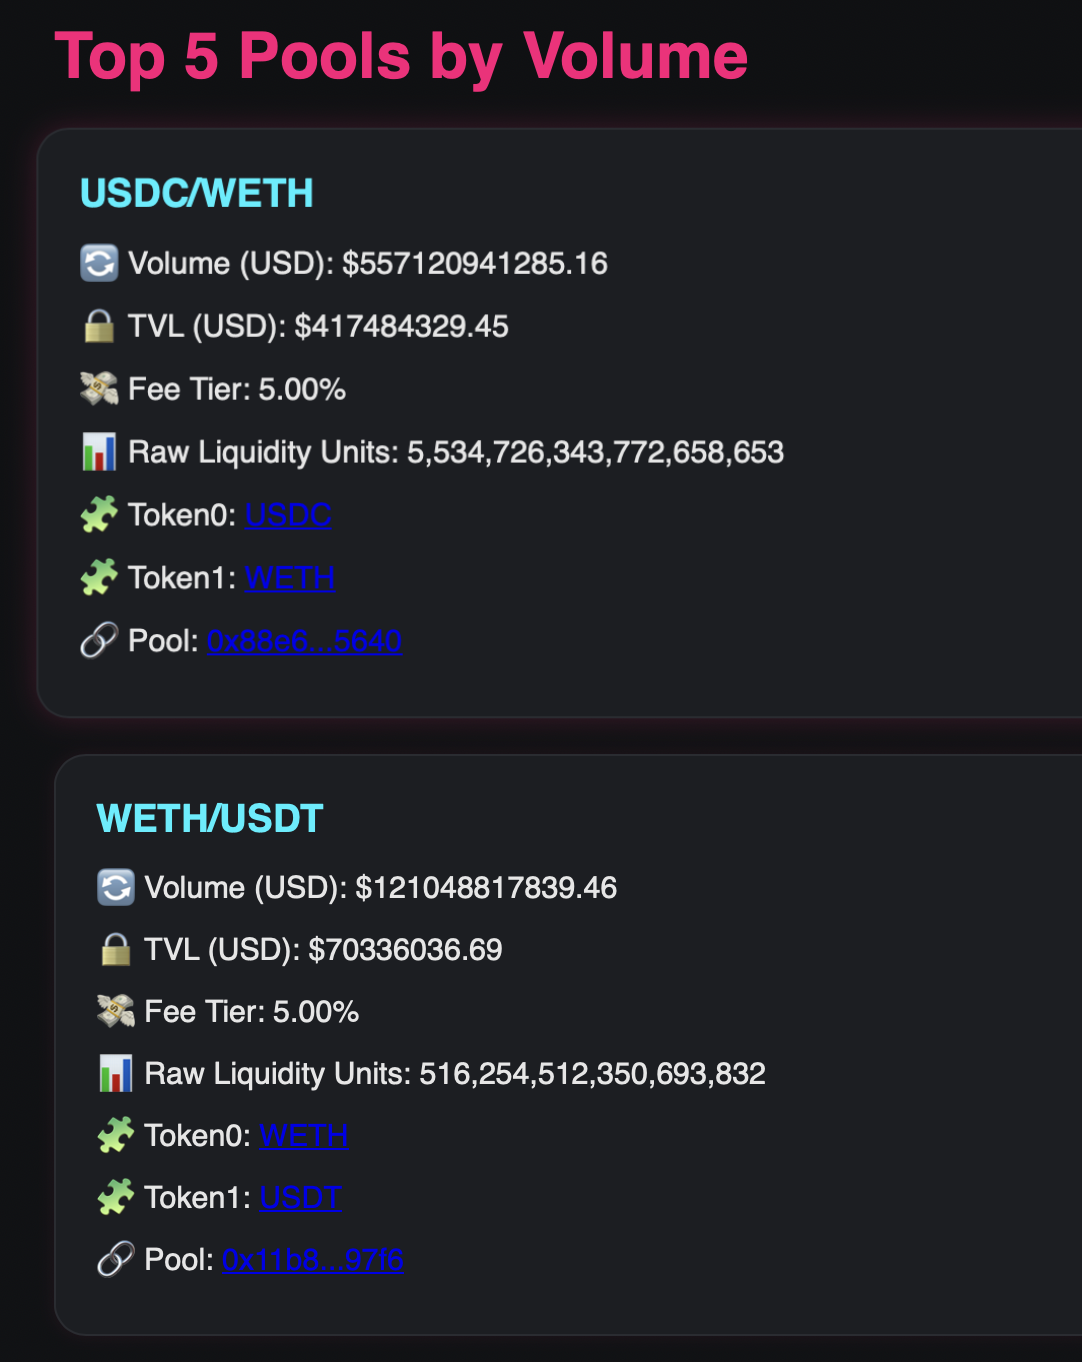 Top 5 Pools by Volume
USDC/WETH
Volume (USD): $557120941285.16
TVL (USD): $417484329.45
Fee Tier: 5.00%
Raw Liquidity Units: 5,534,726,343,772,658,653
Token0: USDC
Token1: WETH
Pool: 0x88e6...5640
WETH/USDT
Volume (USD): $121048817839.46
TVL (USD): $70336036.69
Fee Tier: 5.00%
Raw Liquidity Units: 516,254,512,350,693,832
Token0: WETH
Token1: USDT
Pool: 0x11b8...97f6